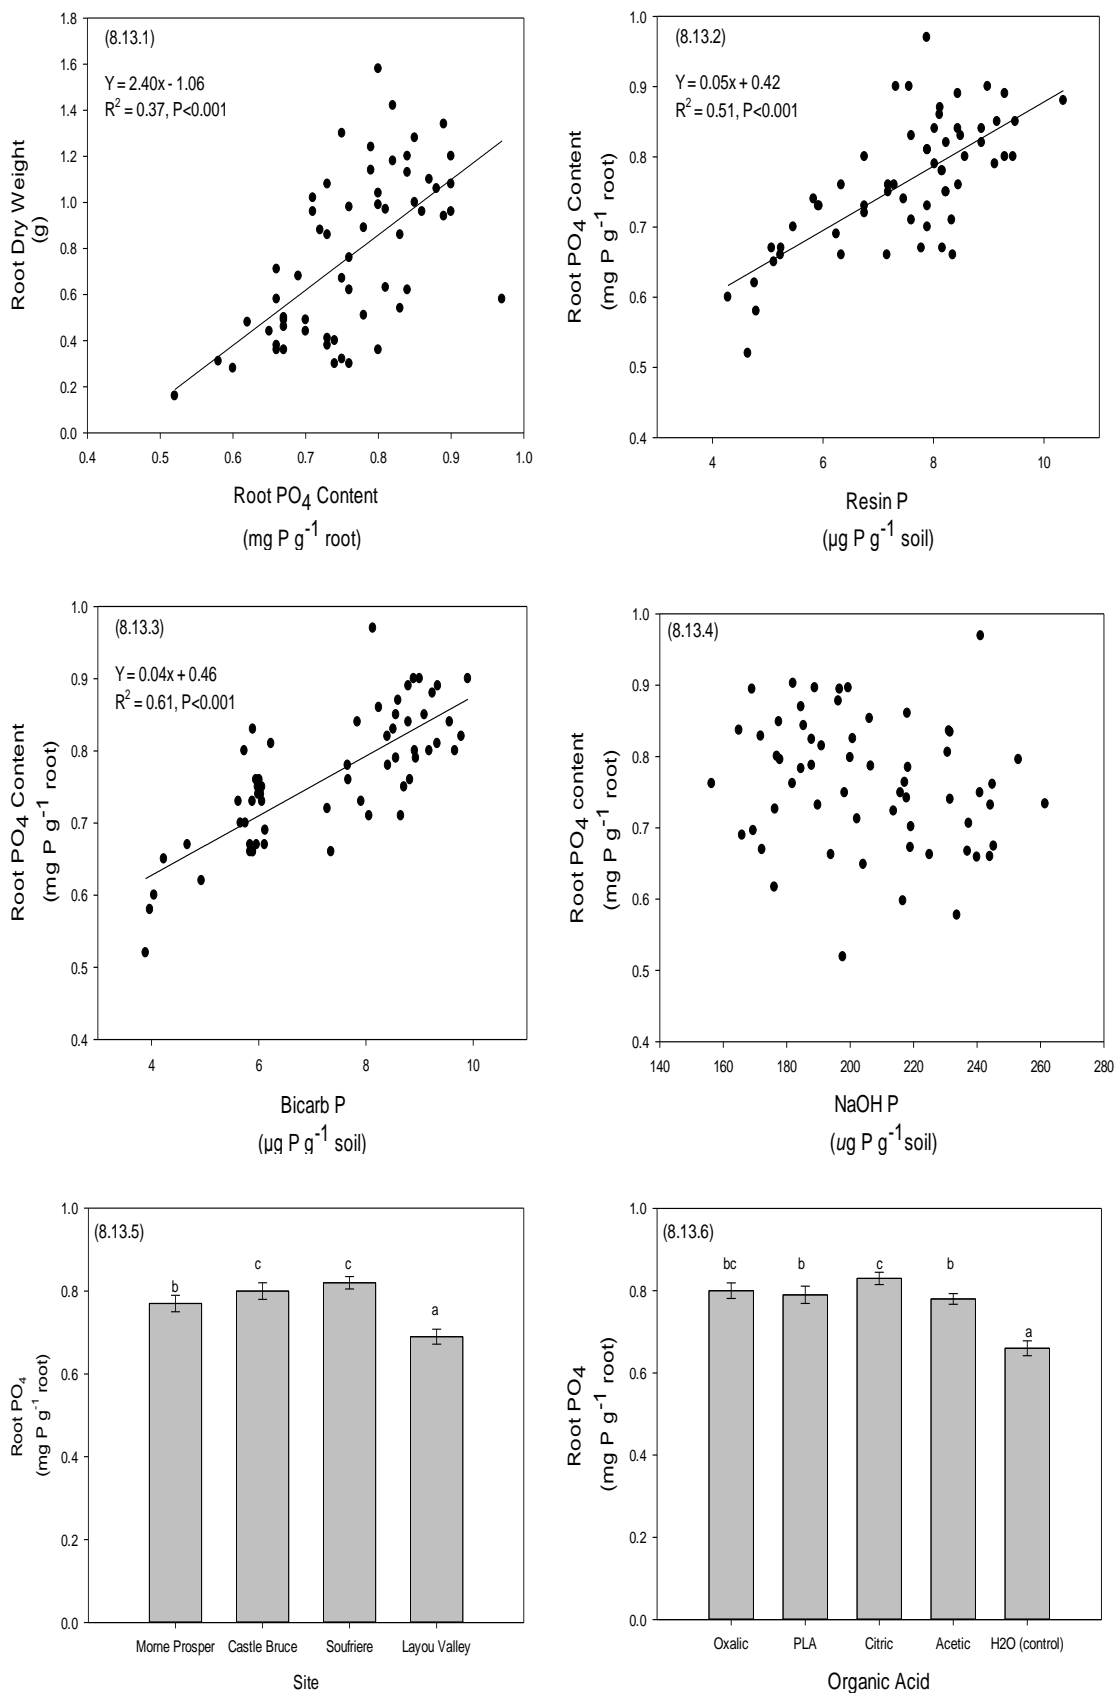 (8.13.1)
Y = 2.40x - 1.06
R² = 0.37, P<0.001
Root Dry Weight
(g)
1.8
1.6
1.4
1.2
1.0
0.8
0.6
0.4
0.2
0.0
0.4 0.5 0.6 0.7 0.8 0.9 1.0
Root PO₄ Content
(mg P g⁻¹ root)
(8.13.2)
Y = 0.05x + 0.42
R² = 0.51, P<0.001
Root PO₄ Content
(mg P g⁻¹ root)
1.0
0.9
0.8
0.7
0.6
0.5
0.4
4 6 8 10
Resin P
(µg P g⁻¹ soil)
(8.13.3)
Y = 0.04x + 0.46
R² = 0.61, P<0.001
Root PO₄ Content
(mg P g⁻¹ root)
1.0
0.9
0.8
0.7
0.6
0.5
0.4
4 6 8 10
Bicarb P
(µg P g⁻¹ soil)
(8.13.4)
Root PO₄ content
(mg P g⁻¹ root)
1.0
0.9
0.8
0.7
0.6
0.5
0.4
140 160 180 200 220 240 260 280
NaOH P
(ug P g⁻¹soil)
(8.13.5)
Root PO₄
(mg P g⁻¹ root)
1.0
0.8
0.6
0.4
0.2
0.0
b c c a
Morne Prosper Castle Bruce Soufriere Layou Valley
Site
(8.13.6)
Root PO₄
(mg P g⁻¹ root)
1.0
0.8
0.6
0.4
0.2
0.0
bc b c b a
Oxalic PLA Citric Acetic H2O (control)
Organic Acid